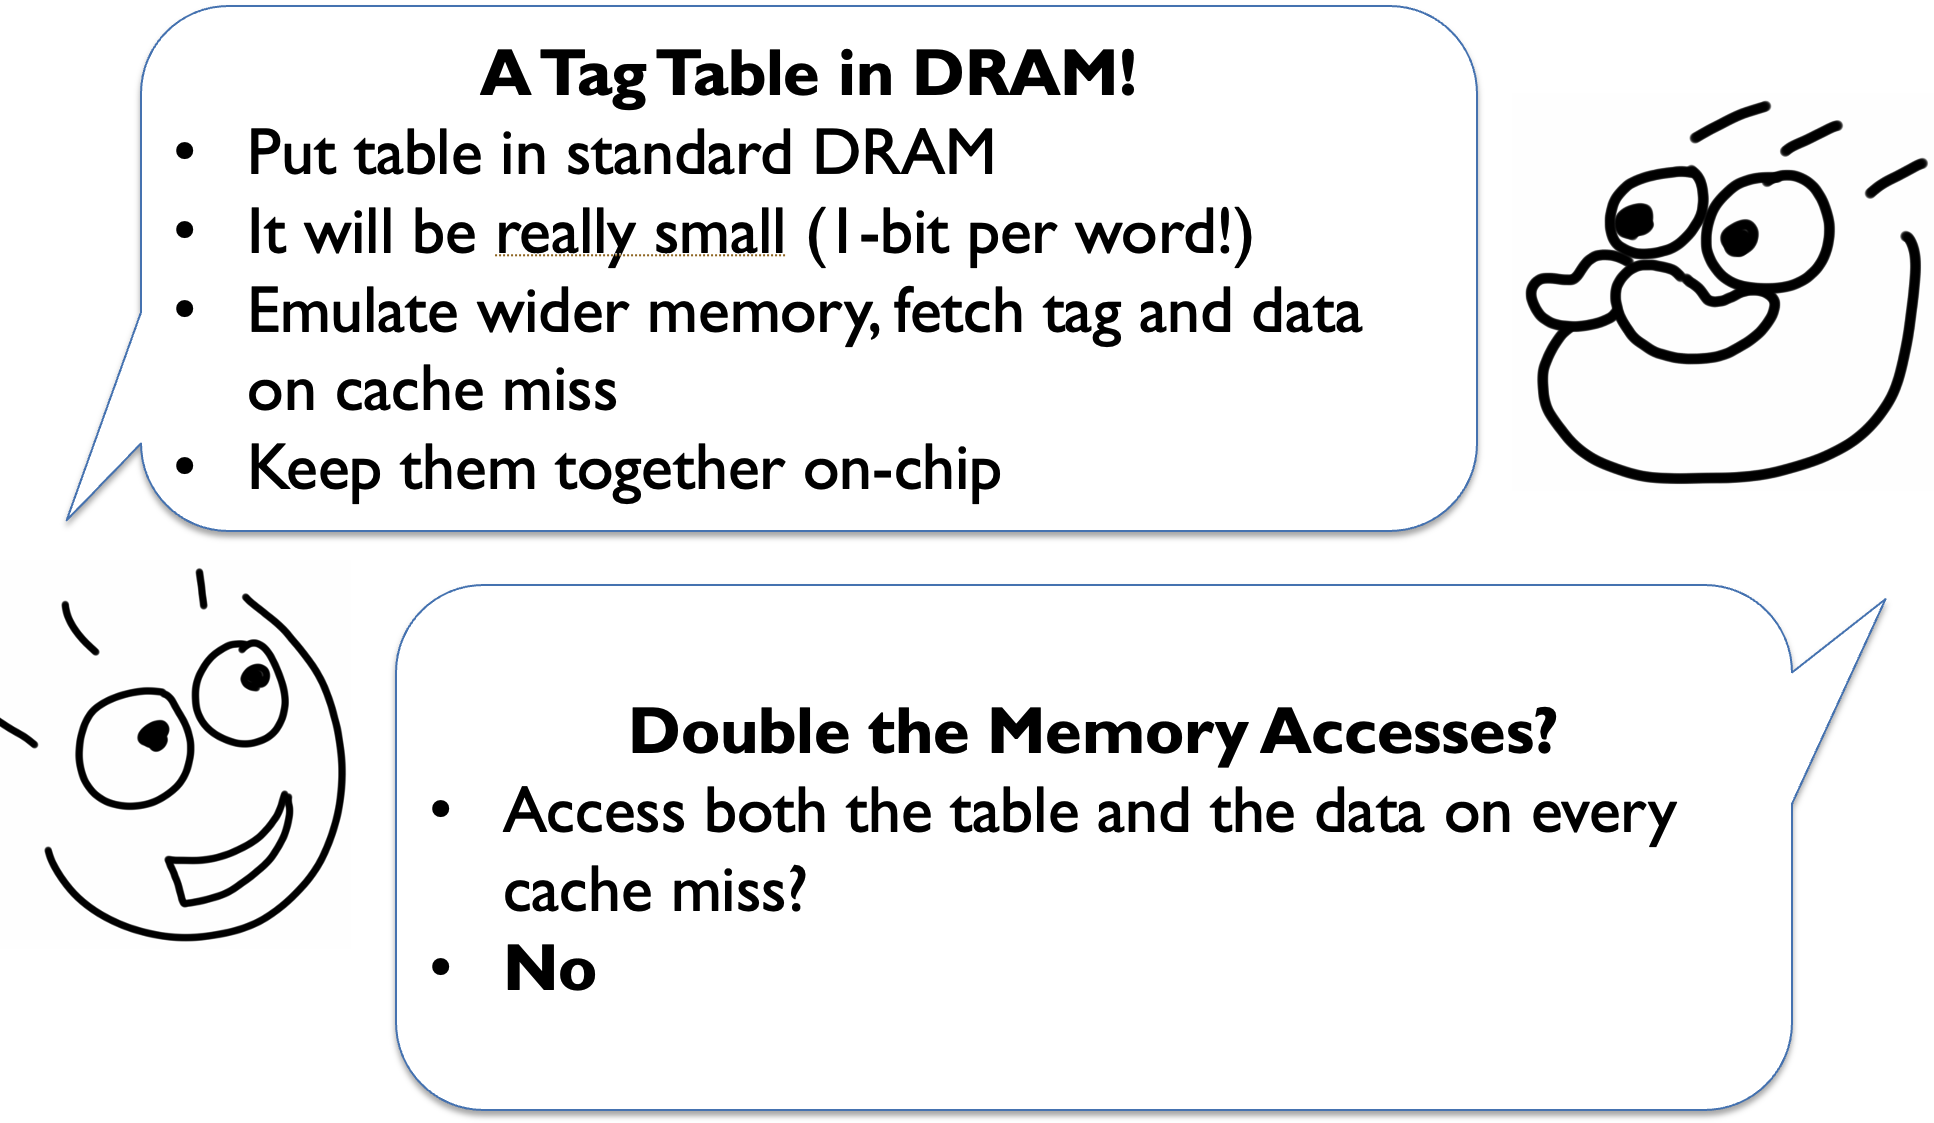 A Tag Table in DRAM!
• Put table in standard DRAM
• It will be really small (1-bit per word!)
• Emulate wider memory, fetch tag and data
on cache miss
• Keep them together on-chip
Double the Memory Accesses?
• Access both the table and the data on every
cache miss?
• No